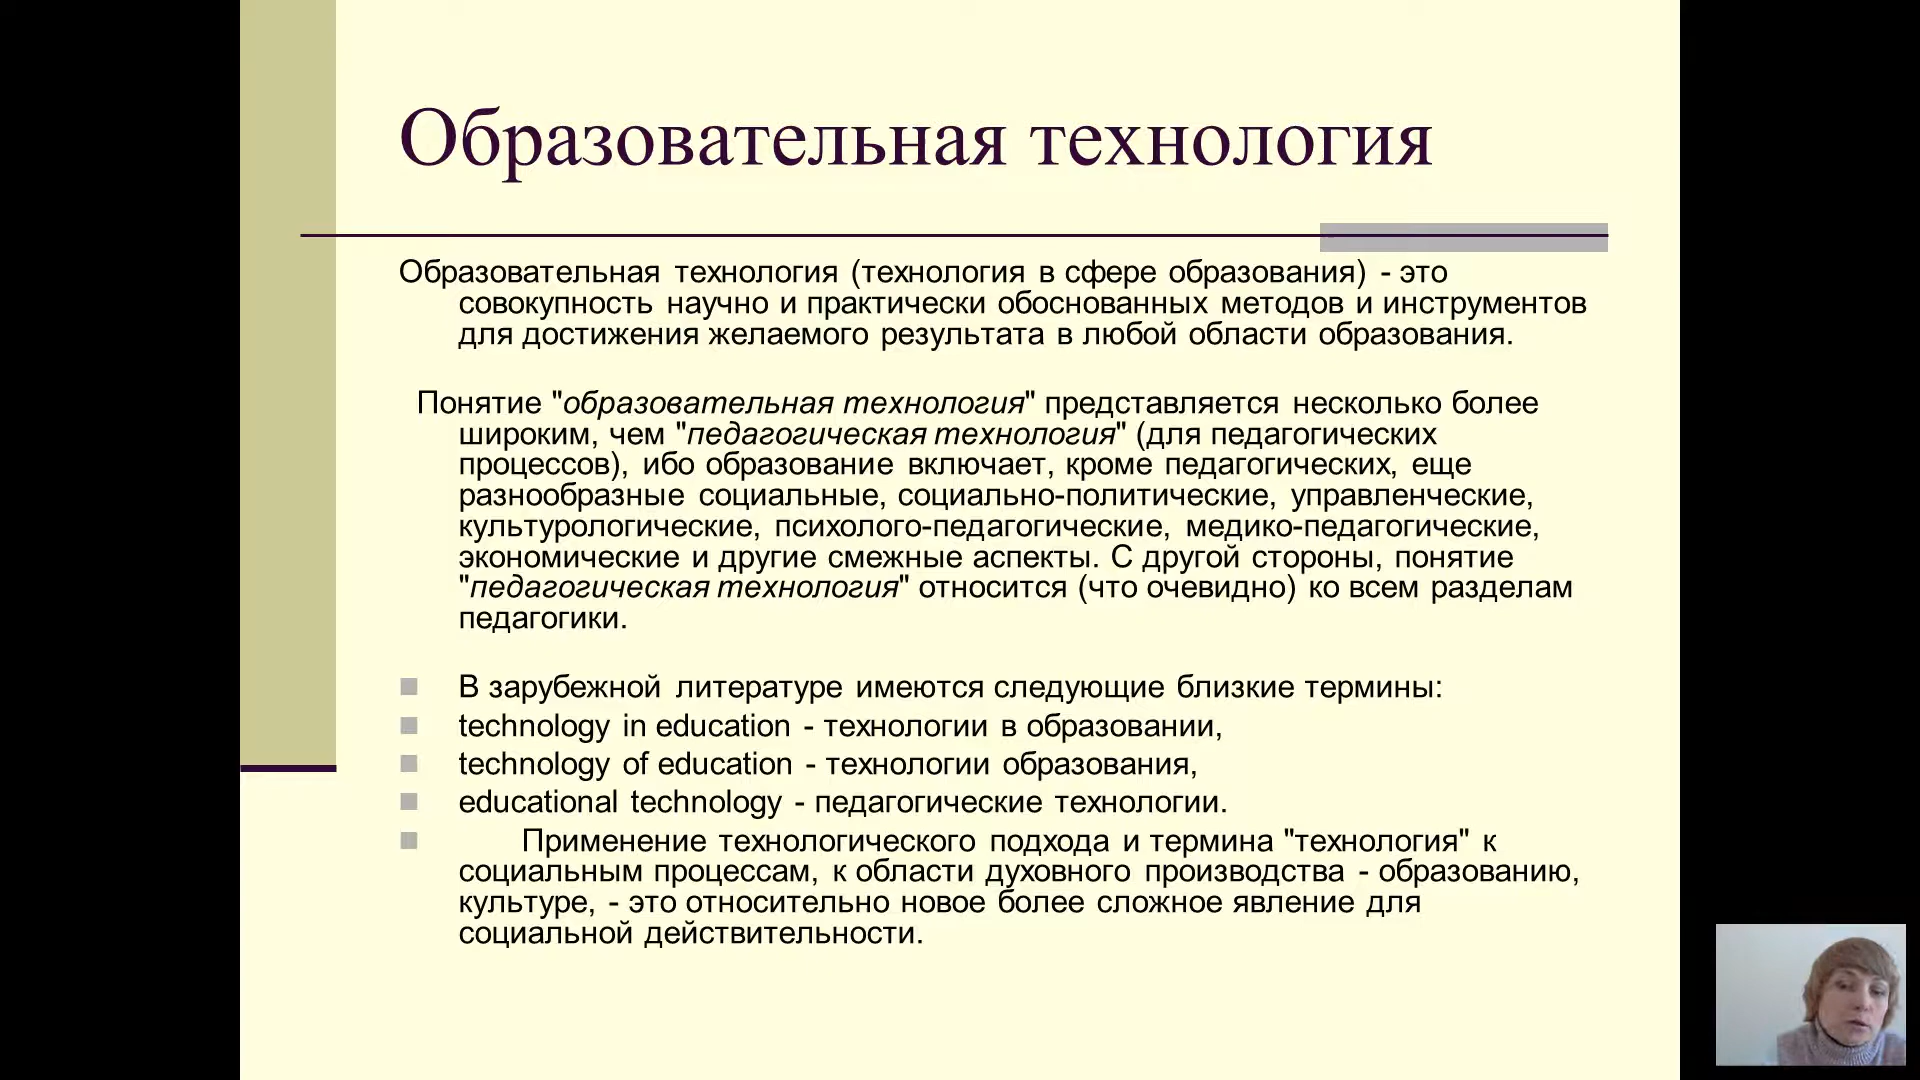 Образовательная технология
Образовательная технология (технология в сфере образования) - это
совокупность научно и практически обоснованных методов и инструментов
для достижения желаемого результата в любой области образования.
Понятие "образовательная технология" представляется несколько более
широким, чем "педагогическая технология" (для педагогических
процессов), ибо образование включает, кроме педагогических, еще
разнообразные социальные, социально-политические, управленческие,
культурологические, психолого-педагогические, медико-педагогические,
экономические и другие смежные аспекты. С другой стороны, понятие
"педагогическая технология" относится (что очевидно) ко всем разделам
педагогики.
В зарубежной литературе имеются следующие близкие термины:
technology in education - технологии в образовании,
technology of education - технологии образования,
educational technology - педагогические технологии.
Применение технологического подхода и термина "технология" к
социальным процессам, к области духовного производства - образованию,
культуре, - это относительно новое более сложное явление для
социальной действительности.